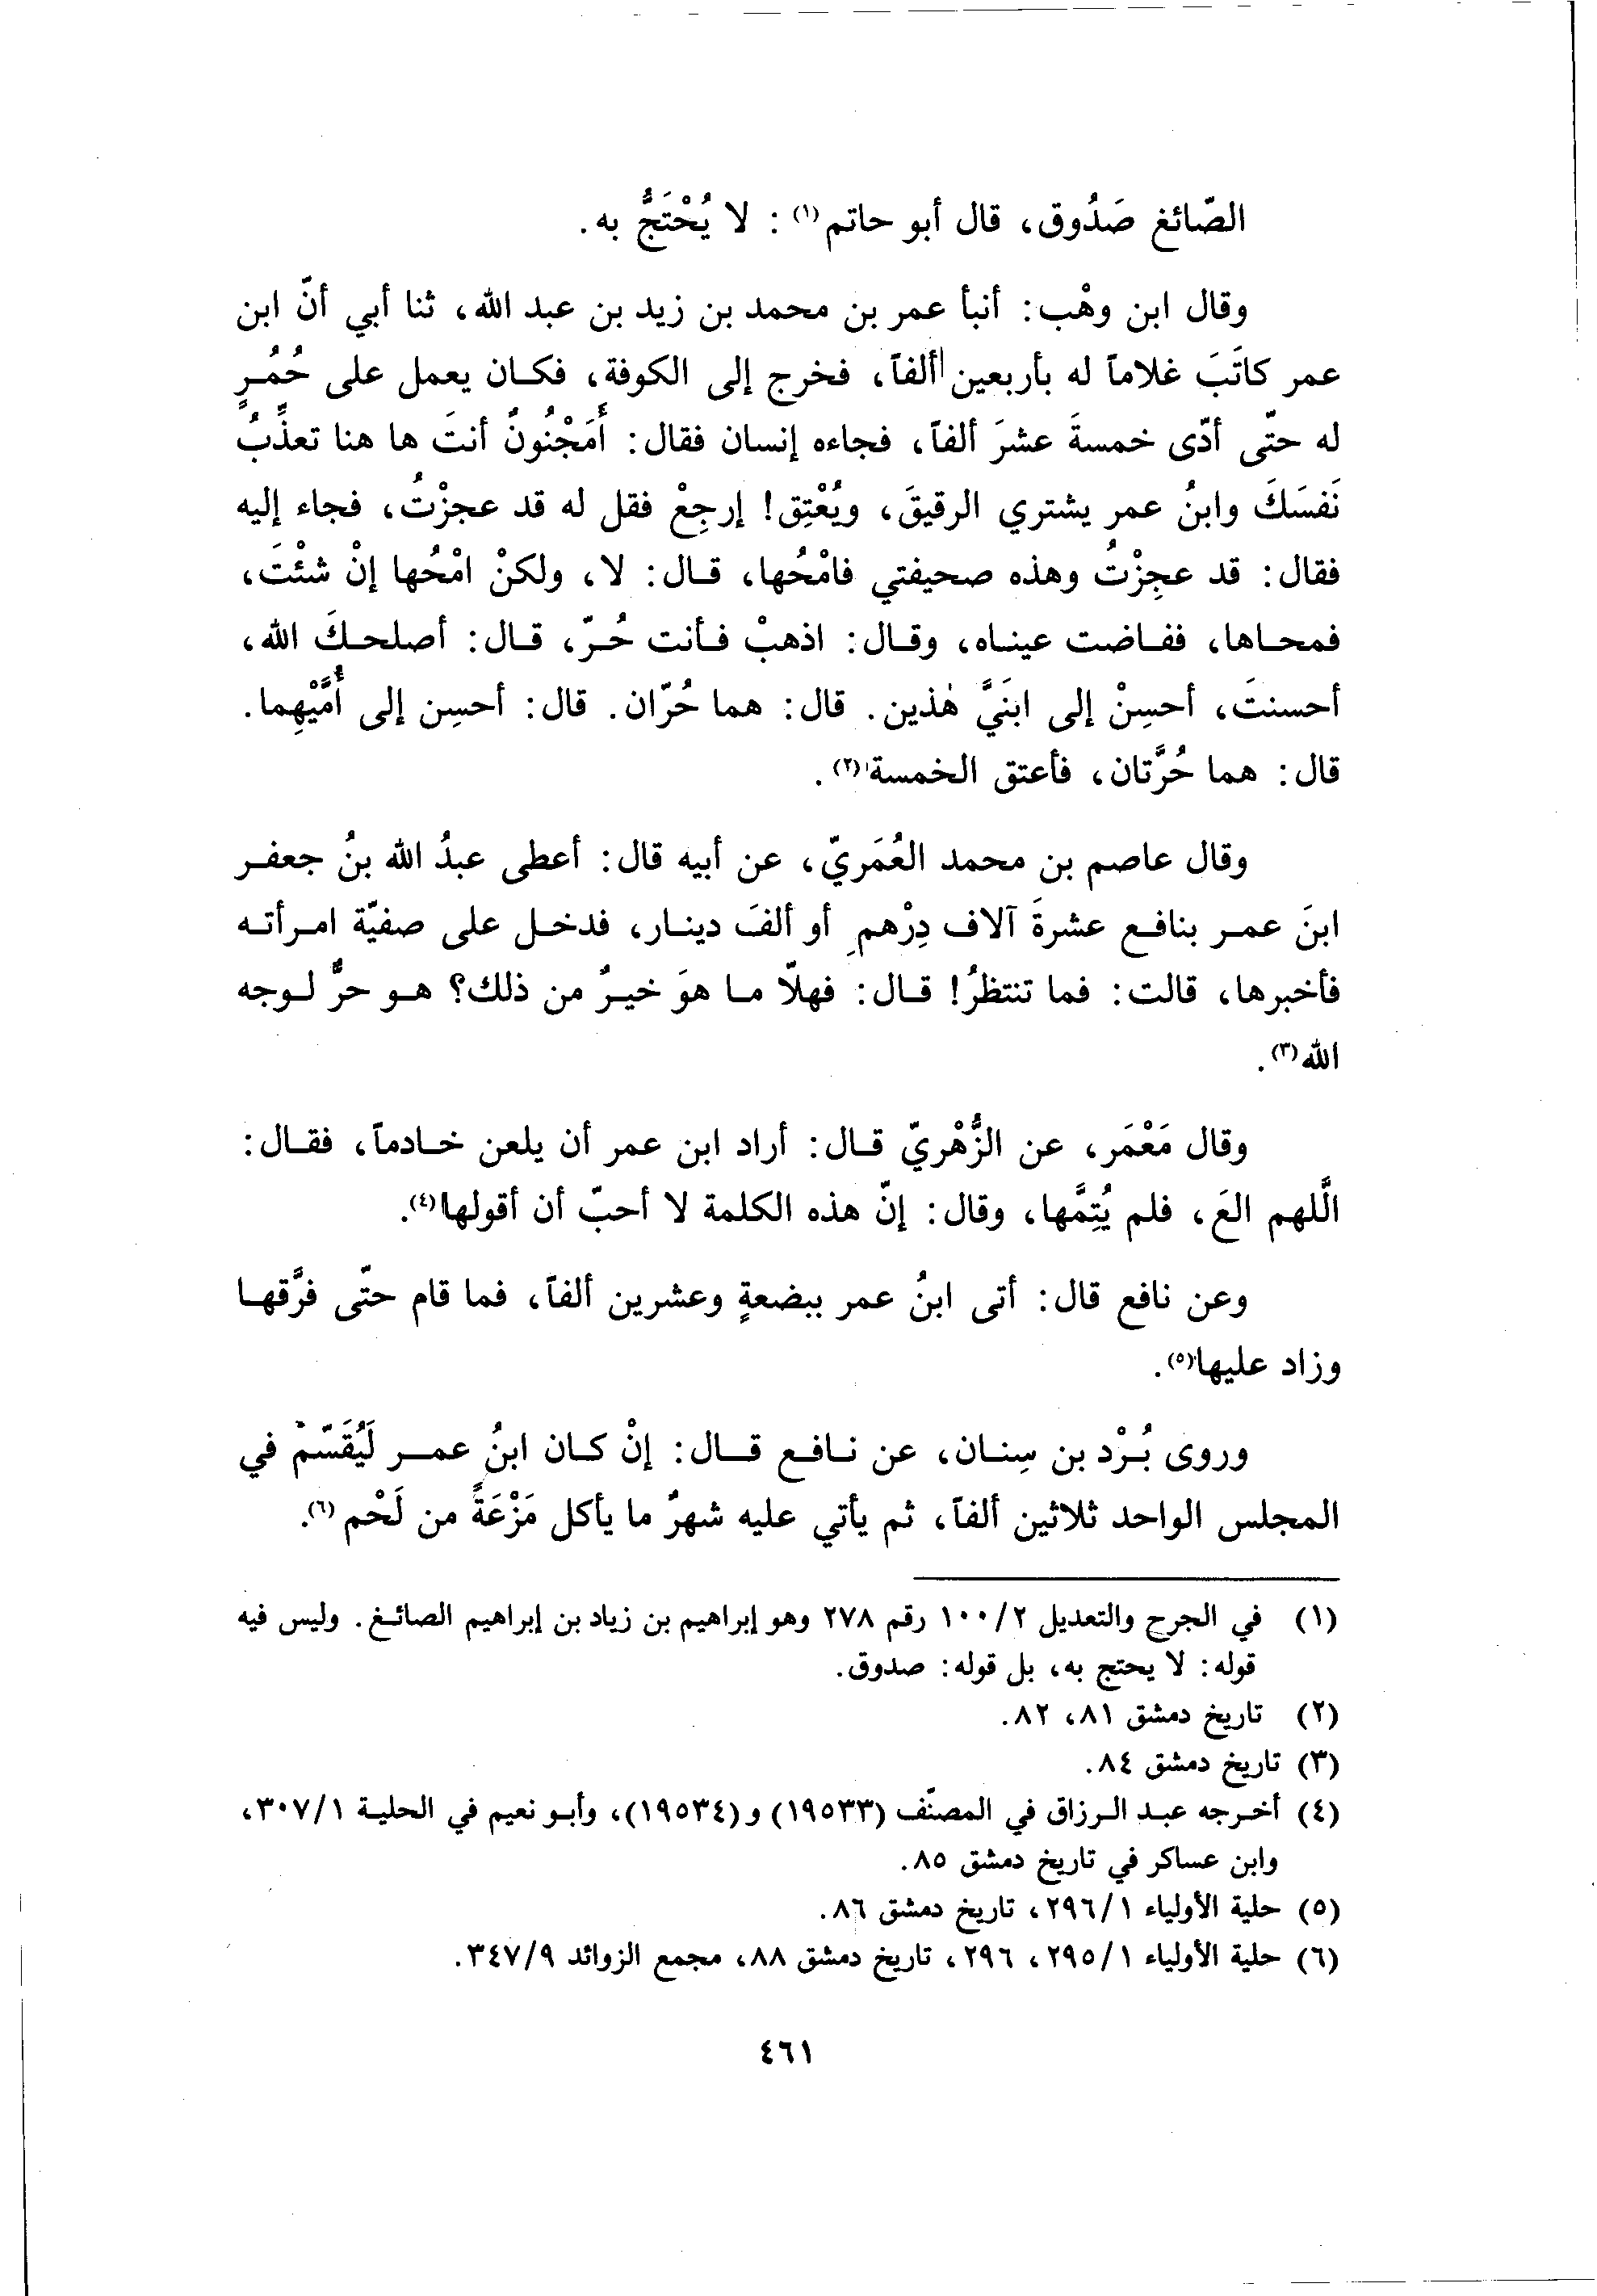 الصّائغ صَدُوق، قال أبو حاتم(١): لا يُحْتَجُّ به.
وقال ابن وهْب: أنبأ عمر بن محمد بن زيد بن عبد الله، ثنا أبي أنّ ابن
عمر كاتَبَ غلاماً له بأربعين ألفاً، فخرج إلى الكوفة، فكان يعمل على حُمُرٍ
له حتّى أدّى خمسةَ عشرَ ألفاً، فجاءه إنسان فقال: أَمَجْنُونٌ أنتَ ها هنا تعذِّبُ
نَفسَكَ وابنُ عمر يشتري الرقيقَ، ويُعْتِق! إرجِعْ فقل له قد عجزْتُ، فجاء إليه
فقال: قد عجِزْتُ وهذه صحيفتي فامْحُها، قال: لا، ولكنْ امْحُها إنْ شئْتَ،
فمحاها، ففاضت عيناه، وقال: اذهبْ فأنت حُرّ، قال: أصلحكَ الله،
أحسنتَ، أحسِنْ إلى ابنَيَّ هٰذين. قال: هما حُرّان. قال: أحسِن إلى أُمَّيْهِما.
قال: هما حُرَّتان، فأعتق الخمسة(٢).
وقال عاصم بن محمد العُمَريّ، عن أبيه قال: أعطى عبدُ الله بنُ جعفر
ابنَ عمر بنافع عشرةَ آلاف دِرْهمٍ أو ألفَ دينار، فدخل على صفيّة امرأته
فأخبرها، قالت: فما تنتظرُ! قال: فهلّا ما هوَ خيرٌ من ذلك؟ هو حرٌّ لوجه
الله(٣).
وقال مَعْمَر، عن الزُّهْريّ قال: أراد ابن عمر أن يلعن خادماً، فقال:
الَّلهم العَ، فلم يُتِمَّها، وقال: إنّ هذه الكلمة لا أحبّ أن أقولها(٤).
وعن نافع قال: أتى ابنُ عمر ببضعةٍ وعشرين ألفاً، فما قام حتّى فرَّقها
وزاد عليها(٥).
وروى بُرْد بن سِنان، عن نافع قال: إنْ كان ابنُ عمر لَيُقَسّمْ في
المجلس الواحد ثلاثين ألفاً، ثم يأتي عليه شهرٌ ما يأكل مَزْعَةً من لَحْم(٦).
(١) في الجرح والتعديل ١٠٠/٢ رقم ٢٧٨ وهو إبراهيم بن زياد بن إبراهيم الصائغ. وليس فيه
قوله: لا يحتج به، بل قوله: صدوق.
(٢) تاريخ دمشق ٨١، ٨٢.
(٣) تاريخ دمشق ٨٤.
(٤) أخرجه عبد الرزاق في المصنّف (١٩٥٣٣) و(١٩٥٣٤)، وأبو نعيم في الحلية ٣٠٧/١،
وابن عساكر في تاريخ دمشق ٨٥.
(٥) حلية الأولياء ٢٩٦/١، تاريخ دمشق ٨٦.
(٦) حلية الأولياء ٢٩٥/١، ٢٩٦، تاريخ دمشق ٨٨، مجمع الزوائد ٣٤٧/٩.
٤٦١